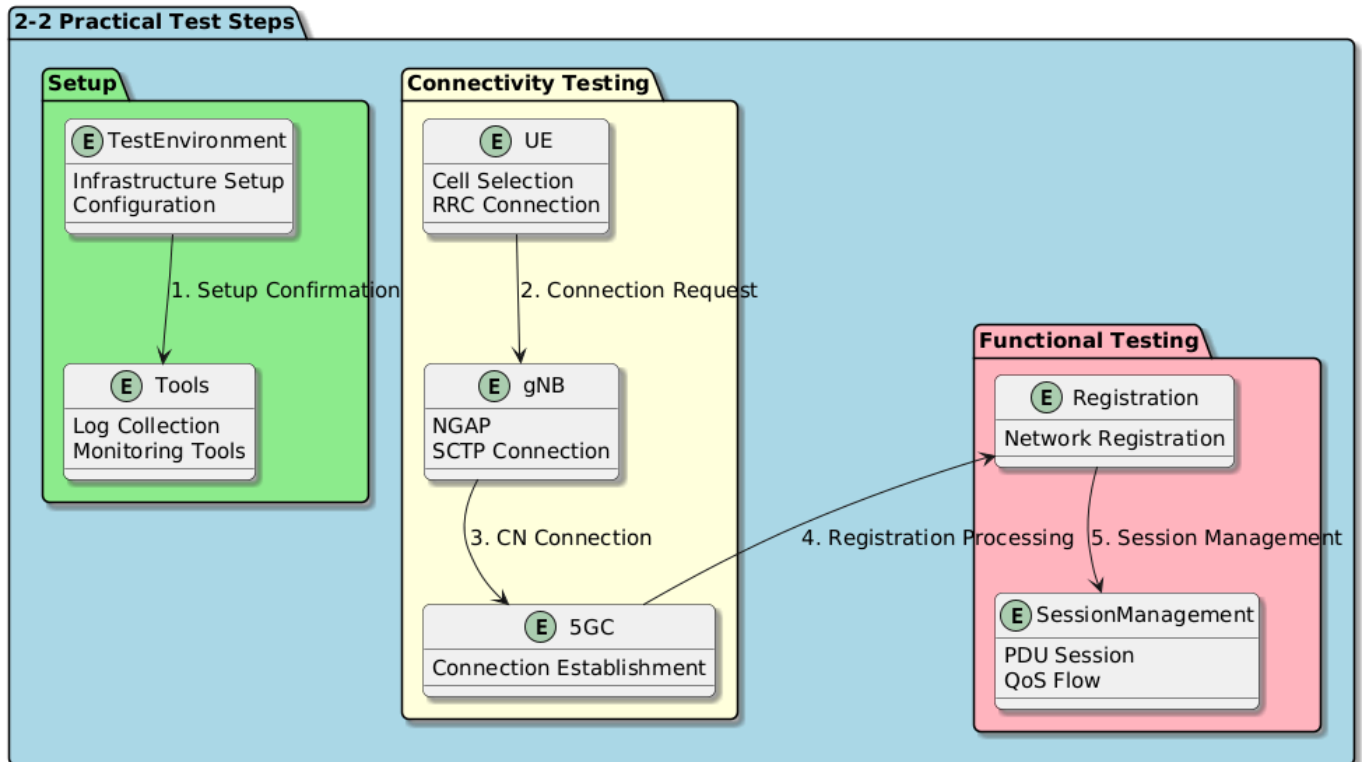 2-2 Practical Test Steps
Setup
E TestEnvironment
Infrastructure Setup
Configuration
1. Setup Confirmation
E Tools
Log Collection
Monitoring Tools
Connectivity Testing
E UE
Cell Selection
RRC Connection
2. Connection Request
E gNB
NGAP
SCTP Connection
3. CN Connection
E 5GC
Connection Establishment
4. Registration Processing
Functional Testing
E Registration
Network Registration
5. Session Management
E SessionManagement
PDU Session
QoS Flow